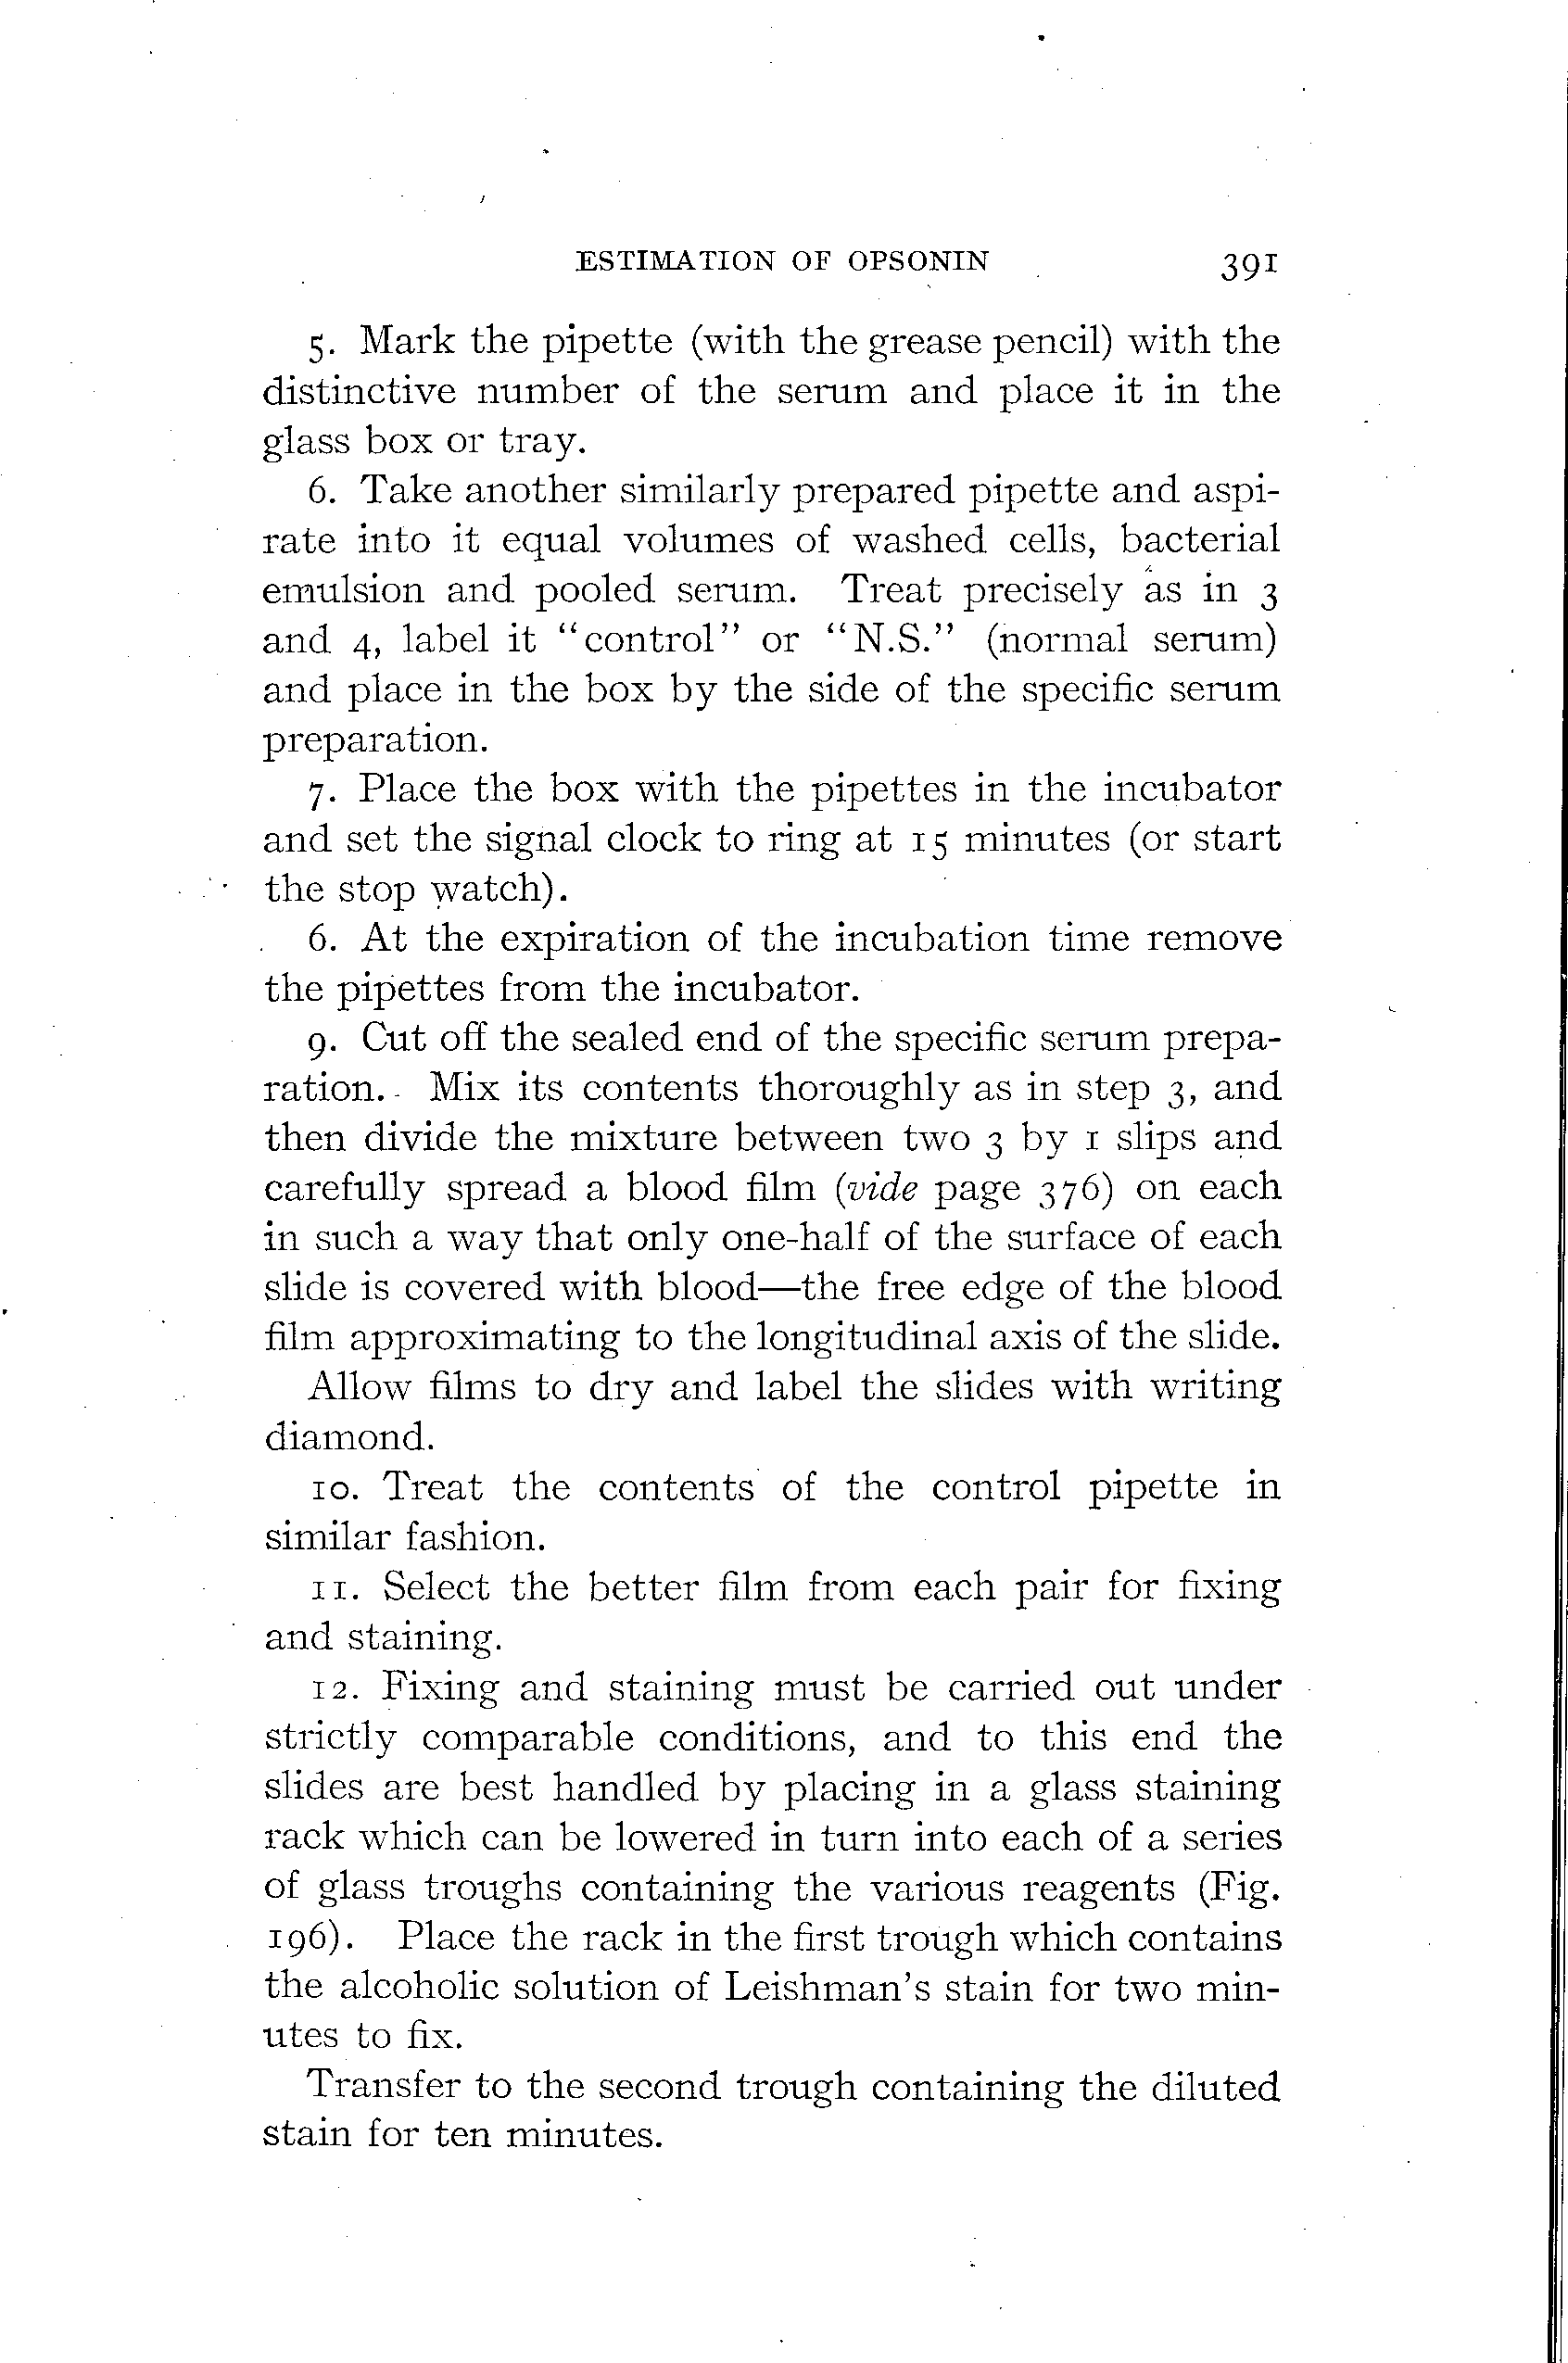 ESTIMATION OF OPSONIN 391
5. Mark the pipette (with the grease pencil) with the
distinctive number of the serum and place it in the
glass box or tray.
6. Take another similarly prepared pipette and aspi-
rate into it equal volumes of washed cells, bacterial
emulsion and pooled serum. Treat precisely as in 3
and 4, label it “control” or “N.S.” (normal serum)
and place in the box by the side of the specific serum
preparation.
7. Place the box with the pipettes in the incubator
and set the signal clock to ring at 15 minutes (or start
the stop watch).
6. At the expiration of the incubation time remove
the pipettes from the incubator.
9. Cut off the sealed end of the specific serum prepa-
ration. Mix its contents thoroughly as in step 3, and
then divide the mixture between two 3 by 1 slips and
carefully spread a blood film (vide page 376) on each
in such a way that only one-half of the surface of each
slide is covered with blood—the free edge of the blood
film approximating to the longitudinal axis of the slide.
Allow films to dry and label the slides with writing
diamond.
10. Treat the contents of the control pipette in
similar fashion.
11. Select the better film from each pair for fixing
and staining.
12. Fixing and staining must be carried out under
strictly comparable conditions, and to this end the
slides are best handled by placing in a glass staining
rack which can be lowered in turn into each of a series
of glass troughs containing the various reagents (Fig.
196). Place the rack in the first trough which contains
the alcoholic solution of Leishman's stain for two min-
utes to fix.
Transfer to the second trough containing the diluted
stain for ten minutes.